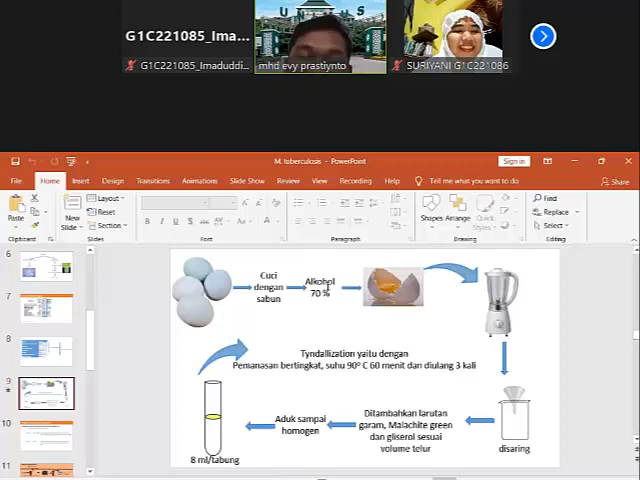 G1C221085_Ima...
G1C221085_Imaduddi...
UNIMUS
mhd evy prastiynto
SURIYANI G1C221086
M. tuberculosis - PowerPoint
Sign in
File Home Insert Design Transitions Animations Slide Show Review View Recording Help Tell me what you want to do Share
Paste
New
Slide
Layout
Reset
Section
B I U S
Shapes Arrange Quick
Styles
Find
Replace
Select
Clipboard Slides Font Paragraph Drawing Editing
6
7
8
9
10
11
Cuci
dengan
sabun
Alkohol
70 %
Tyndallization yaitu dengan
Pemanasan bertingkat, suhu 90° C 60 menit dan diulang 3 kali
8 ml/tabung
Aduk sampai
homogen
Ditambahkan larutan
garam, Malachite green
dan gliserol sesuai
volume telur
disaring